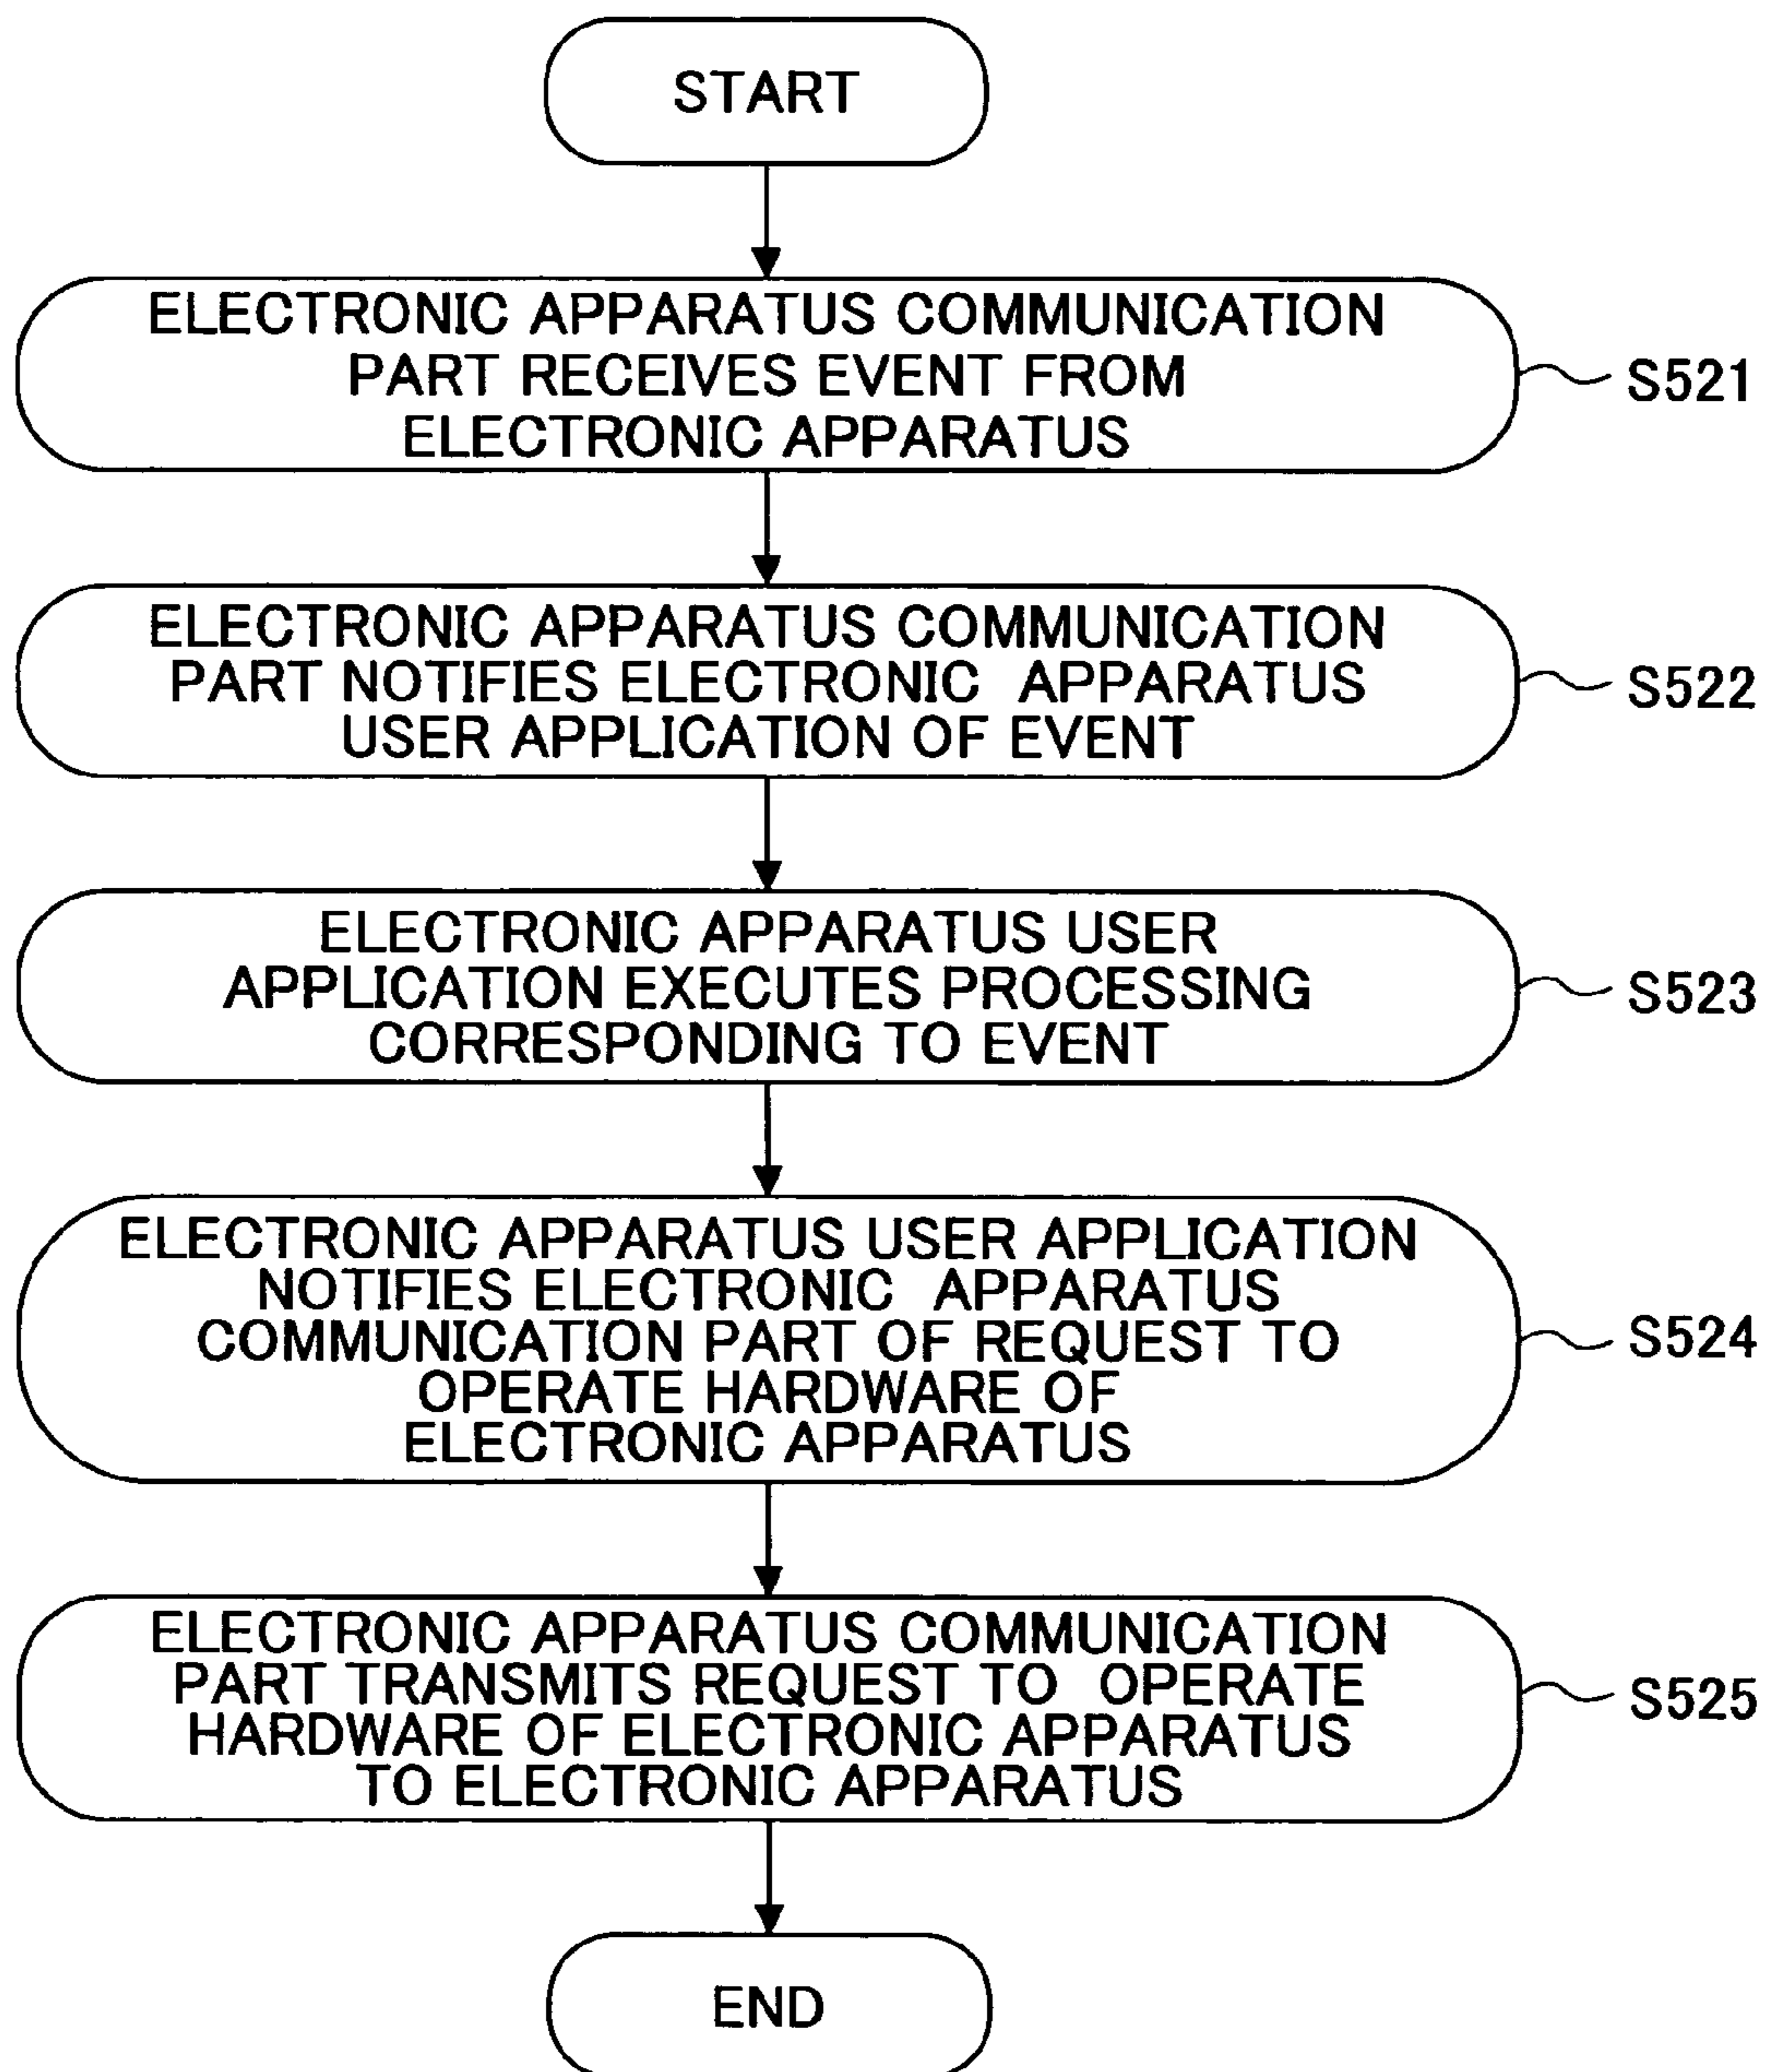 START
ELECTRONIC APPARATUS COMMUNICATION
PART RECEIVES EVENT FROM
ELECTRONIC APPARATUS
S521
ELECTRONIC APPARATUS COMMUNICATION
PART NOTIFIES ELECTRONIC APPARATUS
USER APPLICATION OF EVENT
S522
ELECTRONIC APPARATUS USER
APPLICATION EXECUTES PROCESSING
CORRESPONDING TO EVENT
S523
ELECTRONIC APPARATUS USER APPLICATION
NOTIFIES ELECTRONIC APPARATUS
COMMUNICATION PART OF REQUEST TO
OPERATE HARDWARE OF
ELECTRONIC APPARATUS
S524
ELECTRONIC APPARATUS COMMUNICATION
PART TRANSMITS REQUEST TO OPERATE
HARDWARE OF ELECTRONIC APPARATUS
TO ELECTRONIC APPARATUS
S525
END